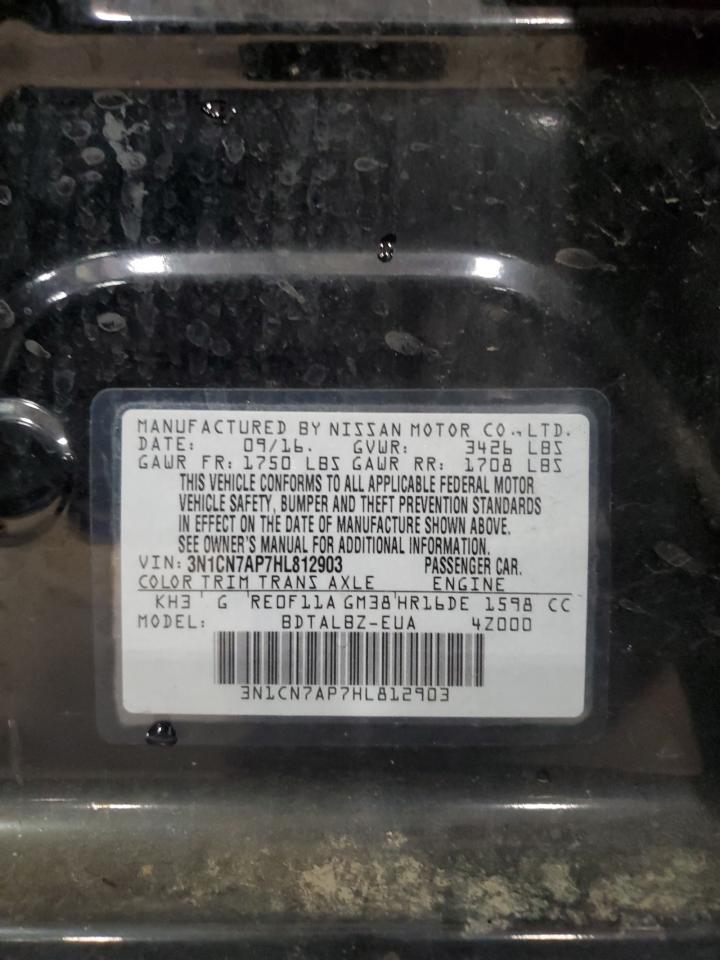 MANUFACTURED BY NISSAN MOTOR CO., LTD.
DATE: 09/16. GVWR: 3426 LBS
GAWR FR: 1750 LBS GAWR RR: 1708 LBS
THIS VEHICLE CONFORMS TO ALL APPLICABLE FEDERAL MOTOR
VEHICLE SAFETY, BUMPER AND THEFT PREVENTION STANDARDS
IN EFFECT ON THE DATE OF MANUFACTURE SHOWN ABOVE.
SEE OWNER'S MANUAL FOR ADDITIONAL INFORMATION.
VIN: 3N1CN7AP7HL812903 PASSENGER CAR.
COLOR TRIM TRANS AXLE ENGINE
KH3 G RE0F11A GM38 HR16DE 1598 CC
MODEL: BDTALBZ-EUA 4Z000
3N1CN7AP7HL812903